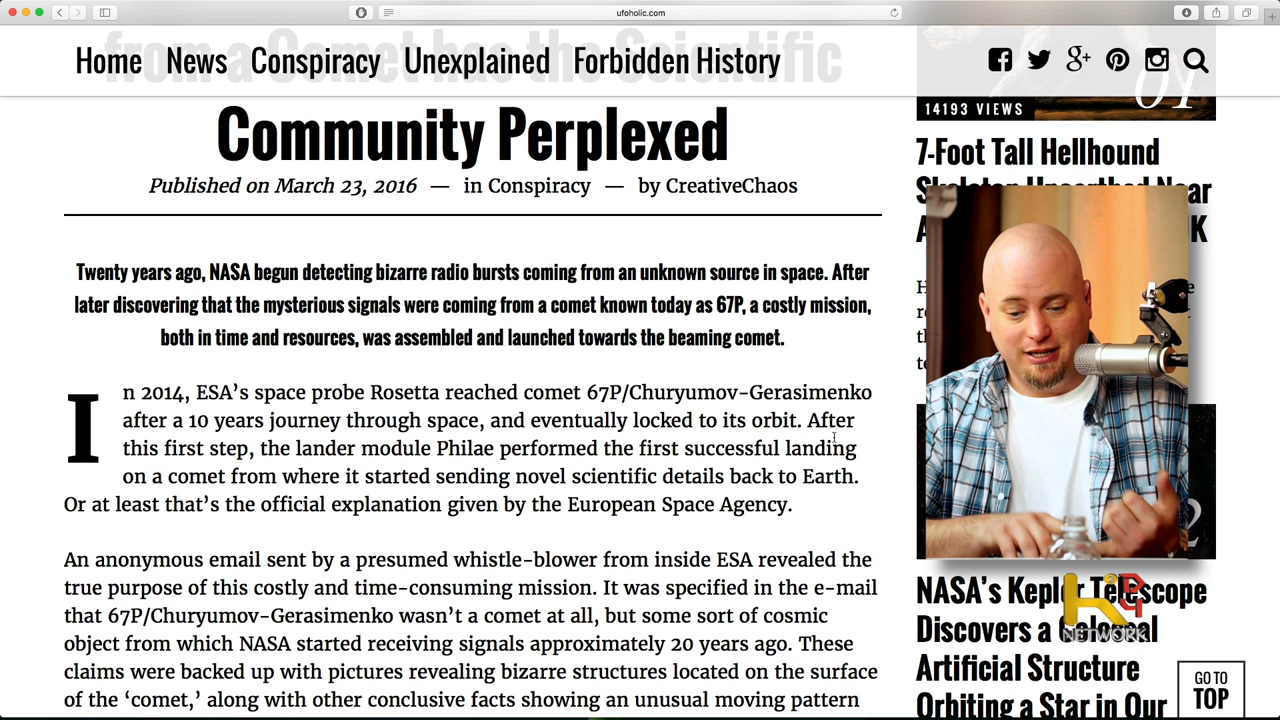 ufoholic.com
from a Comet has the Scientific
Home News Conspiracy Unexplained Forbidden History
Community Perplexed
Published on March 23, 2016 — in Conspiracy — by CreativeChaos
Twenty years ago, NASA begun detecting bizarre radio bursts coming from an unknown source in space. After
later discovering that the mysterious signals were coming from a comet known today as 67P, a costly mission,
both in time and resources, was assembled and launched towards the beaming comet.
In 2014, ESA’s space probe Rosetta reached comet 67P/Churyumov-Gerasimenko
after a 10 years journey through space, and eventually locked to its orbit. After
this first step, the lander module Philae performed the first successful landing
on a comet from where it started sending novel scientific details back to Earth.
Or at least that’s the official explanation given by the European Space Agency.
An anonymous email sent by a presumed whistle-blower from inside ESA revealed the
true purpose of this costly and time-consuming mission. It was specified in the e-mail
that 67P/Churyumov-Gerasimenko wasn’t a comet at all, but some sort of cosmic
object from which NASA started receiving signals approximately 20 years ago. These
claims were backed up with pictures revealing bizarre structures located on the surface
of the ‘comet,’ along with other conclusive facts showing an unusual moving pattern
01
14193 VIEWS
7-Foot Tall Hellhound
Skeleton Unearthed Near
K
NASA’s Kepler Telescope
Discovers a Colossal
Artificial Structure
Orbiting a Star in Our
NETWORK
GO TO
TOP